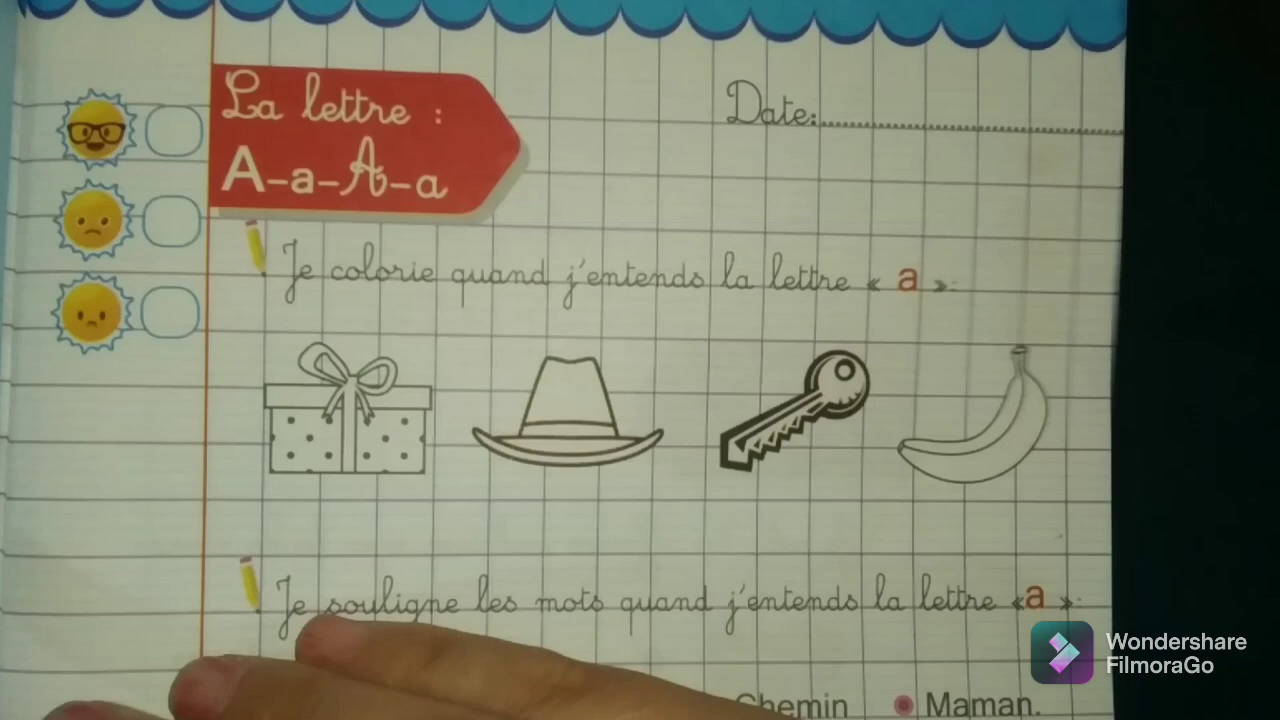 La lettre :
A-a-A-a
Date:
Je colorie quand j'entends la lettre « a ».
Je souligne les mots quand j'entends la lettre «a ».
Chemin
Maman.
Wondershare
FilmoraGo